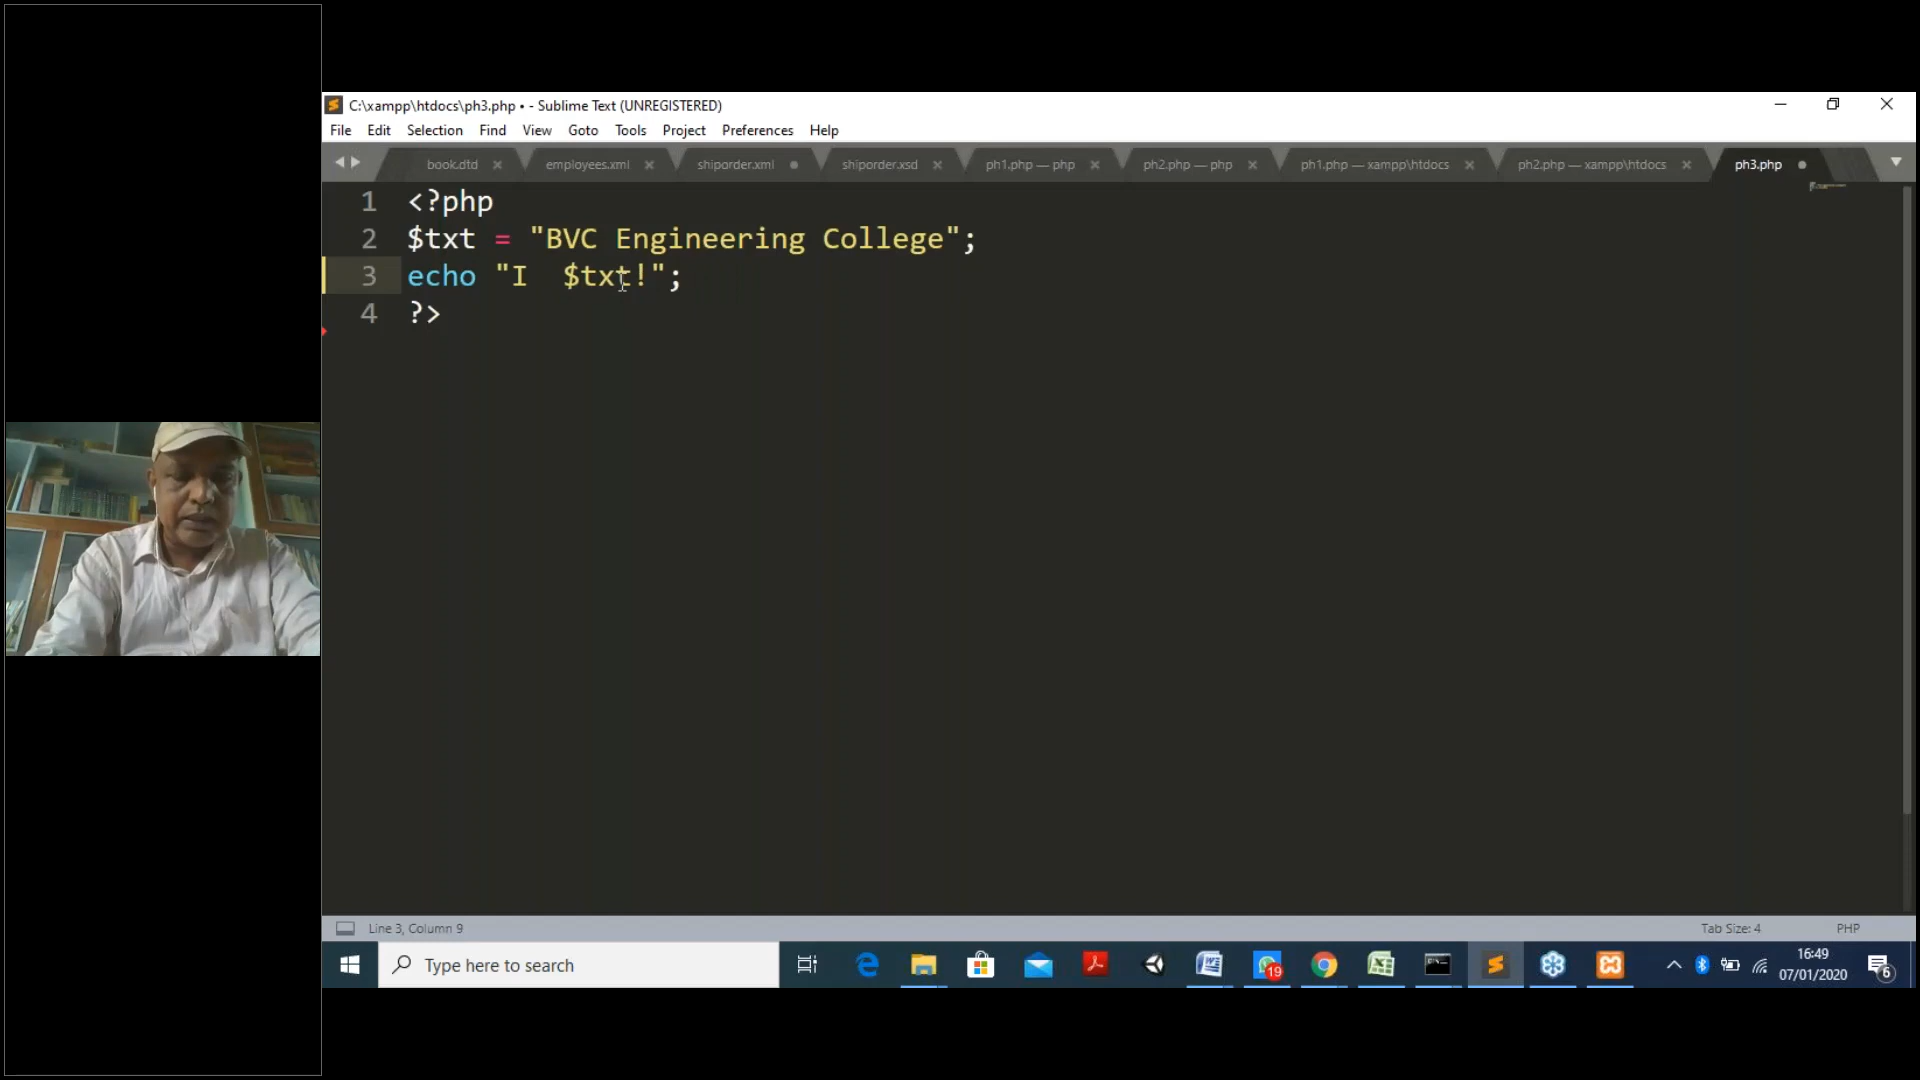 C:\xampp\htdocs\ph3.php • - Sublime Text (UNREGISTERED)
File Edit Selection Find View Goto Tools Project Preferences Help
book.dtd employees.xml shiporder.xml shiporder.xsd ph1.php — php ph2.php — php ph1.php — xampp\htdocs ph2.php — xampp\htdocs ph3.php
1 <?php
2 $txt = "BVC Engineering College";
3 echo "I  $txt!";
4 ?>
Line 3, Column 9 Tab Size: 4 PHP
Type here to search 19 16:49
07/01/2020 6